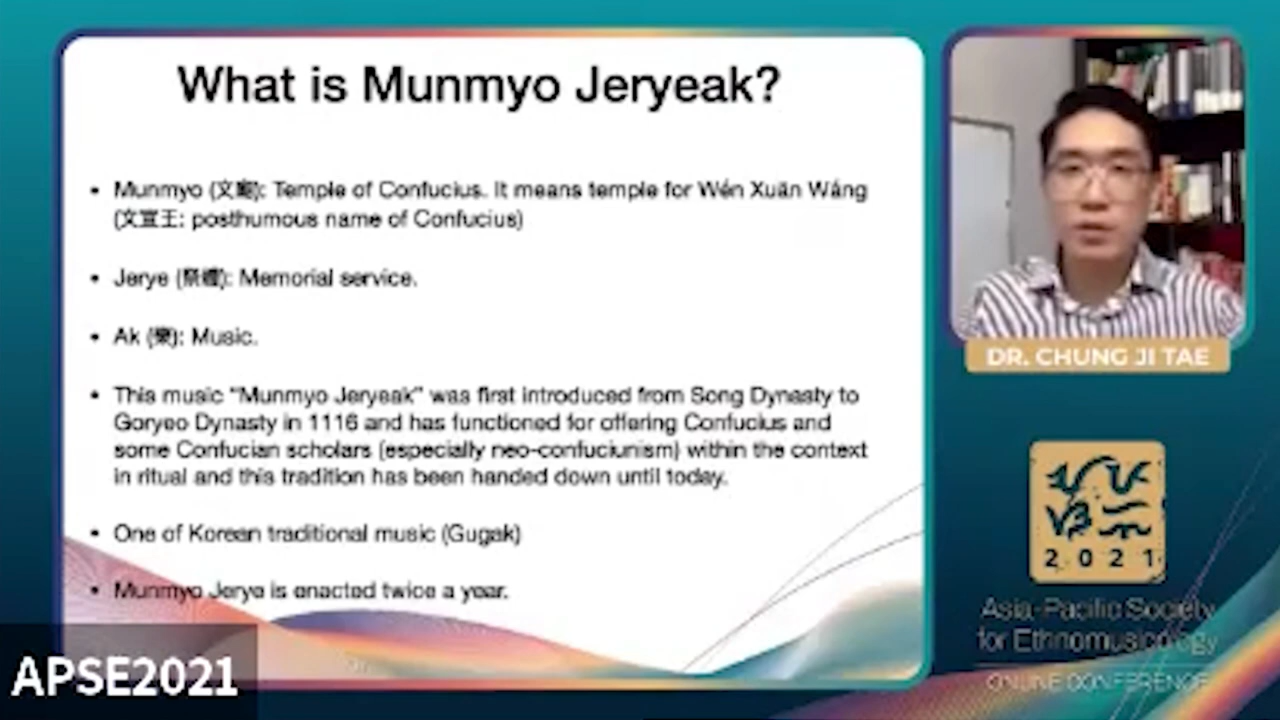 What is Munmyo Jeryeak?
• Munmyo (文廟): Temple of Confucius. It means temple for Wén Xuān Wáng
(文宣王: posthumous name of Confucius)
• Jerye (祭禮): Memorial service.
• Ak (樂): Music.
• This music "Munmyo Jeryeak" was first introduced from Song Dynasty to
Goryeo Dynasty in 1116 and has functioned for offering Confucius and
some Confucian scholars (especially neo-confuciunism) within the context
in ritual and this tradition has been handed down until today.
• One of Korean traditional music (Gugak)
• Munmyo Jerye is enacted twice a year.
APSE2021
DR. CHUNG JI TAE
2021
Asia-Pacific Society
for Ethnomusicology
ONLINE CONFERENCE